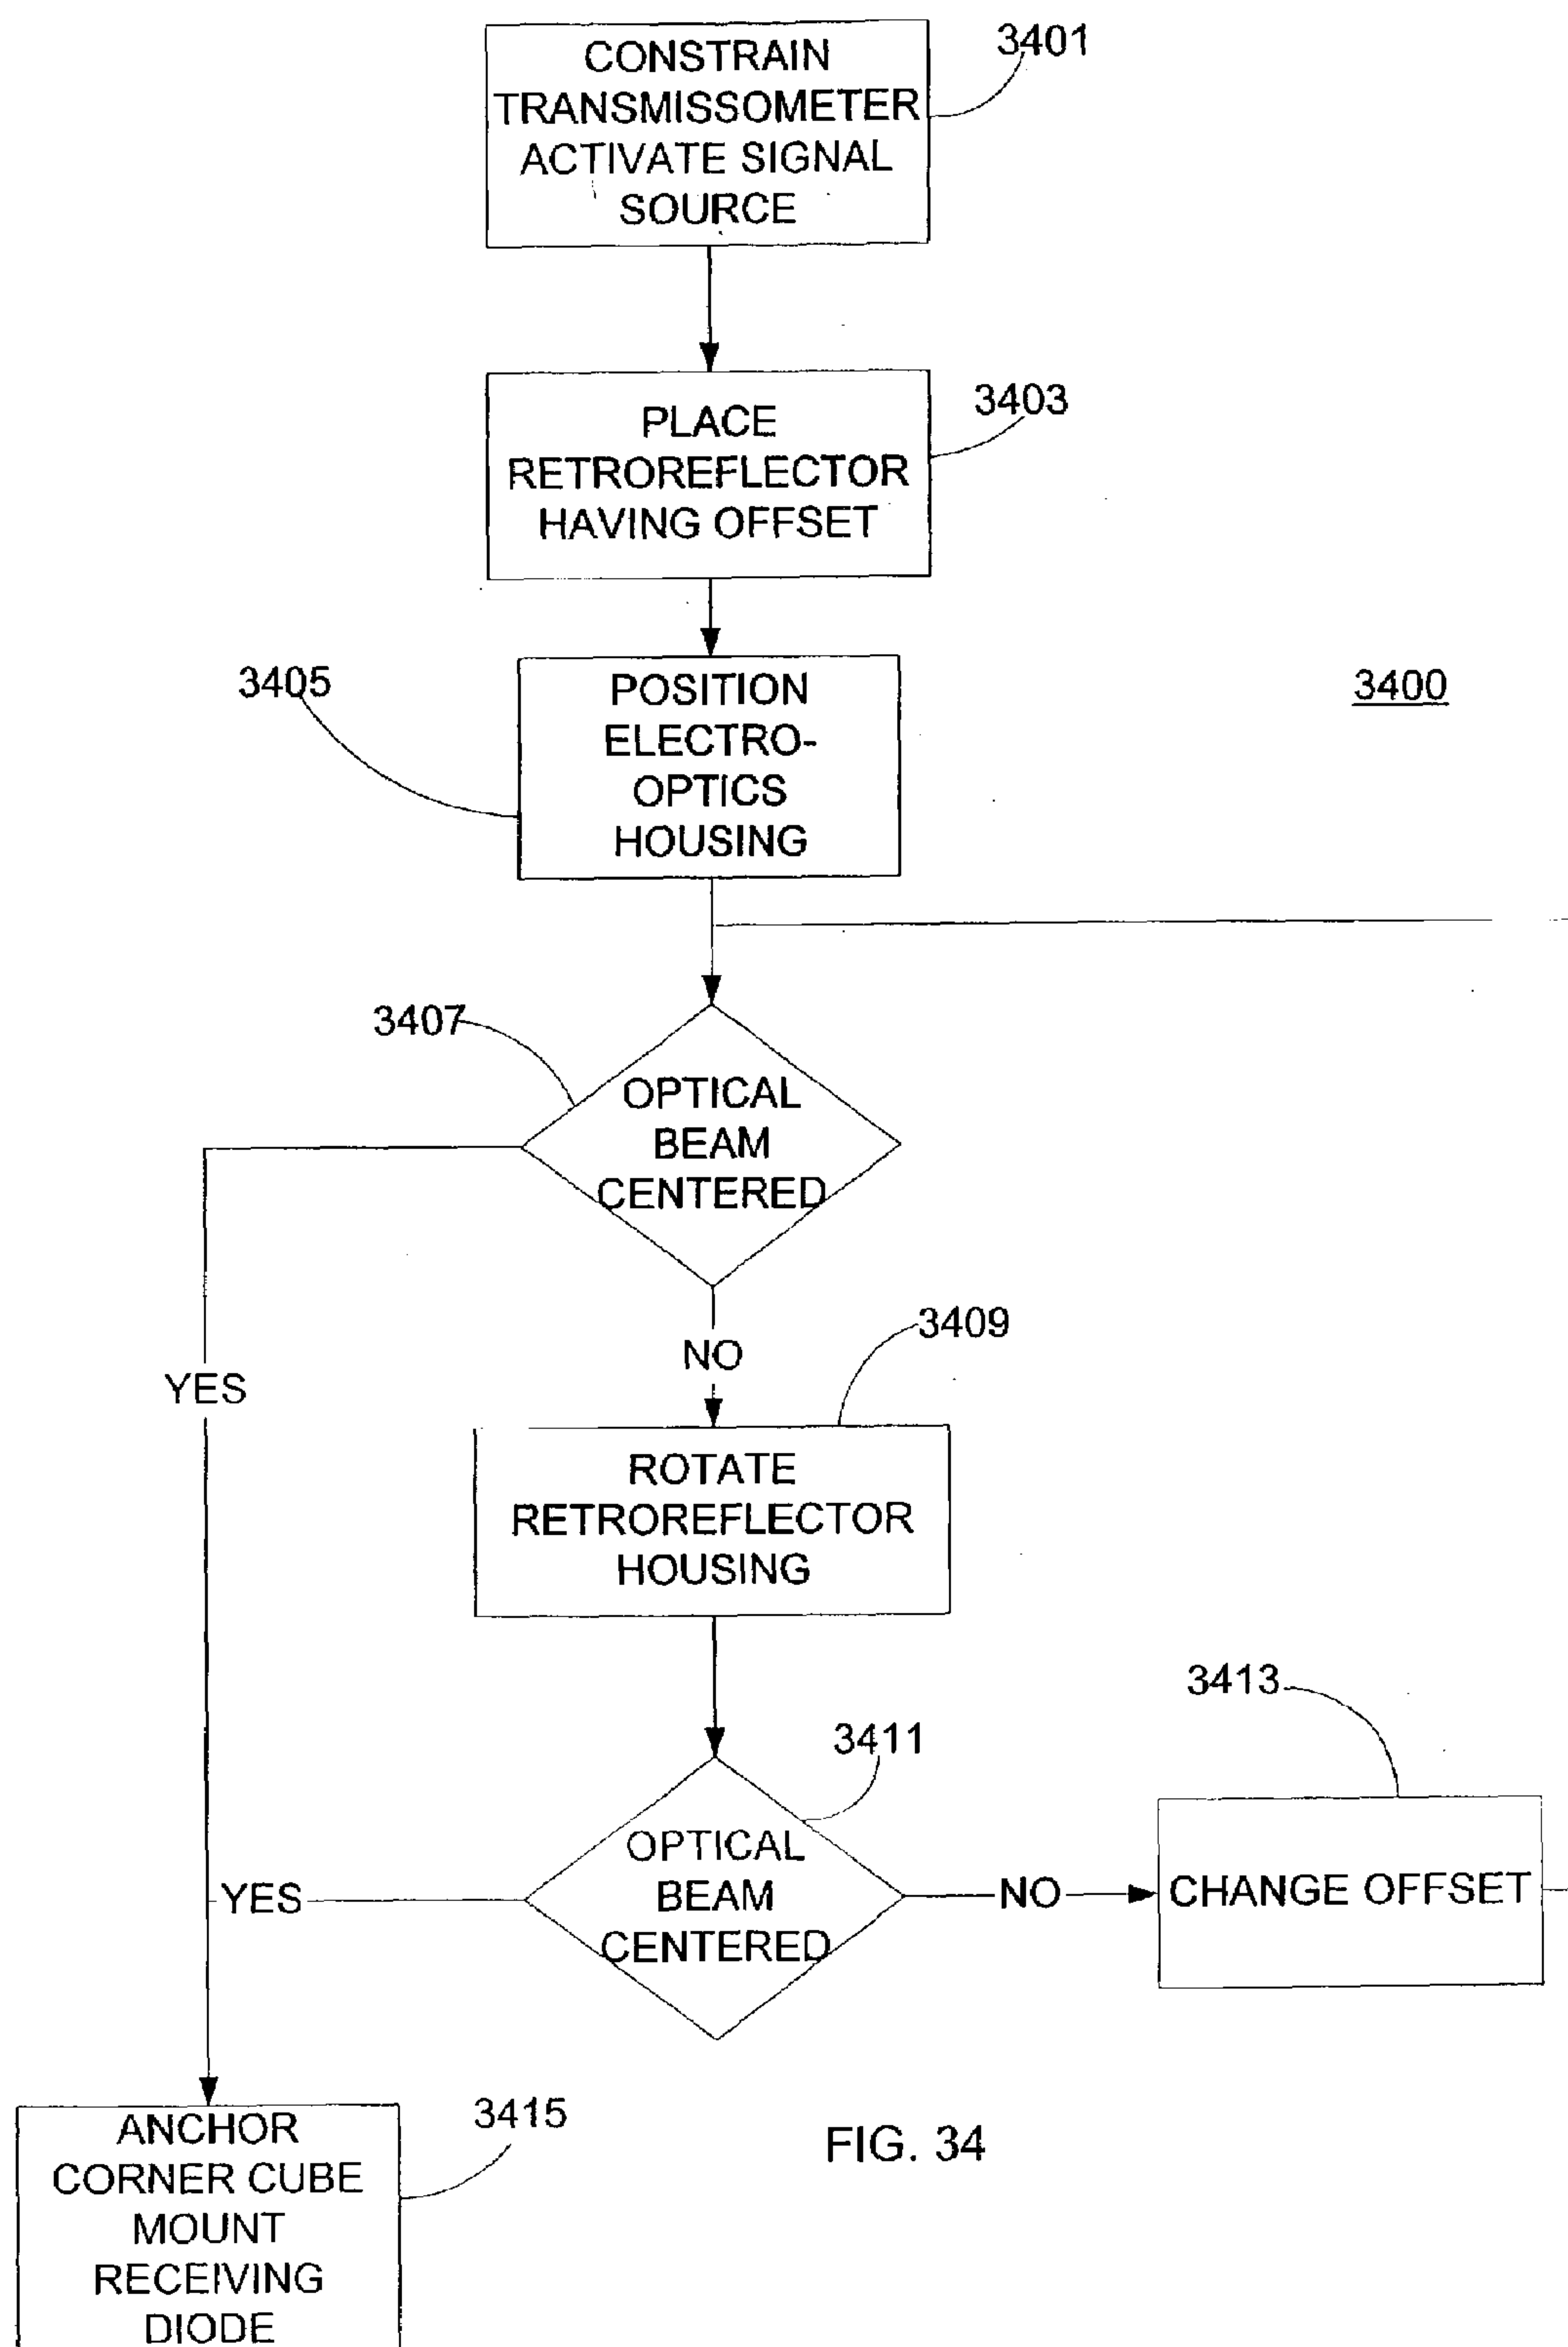 CONSTRAIN
TRANSMISSOMETER
ACTIVATE SIGNAL
SOURCE
3401
PLACE
RETROREFLECTOR
HAVING OFFSET
3403
POSITION
ELECTRO-
OPTICS
HOUSING
3405
3400
3407
OPTICAL
BEAM
CENTERED
NO
YES
3409
ROTATE
RETROREFLECTOR
HOUSING
3411
OPTICAL
BEAM
CENTERED
YES
NO
3413
CHANGE OFFSET
ANCHOR
CORNER CUBE
MOUNT
RECEIVING
DIODE
3415
FIG. 34